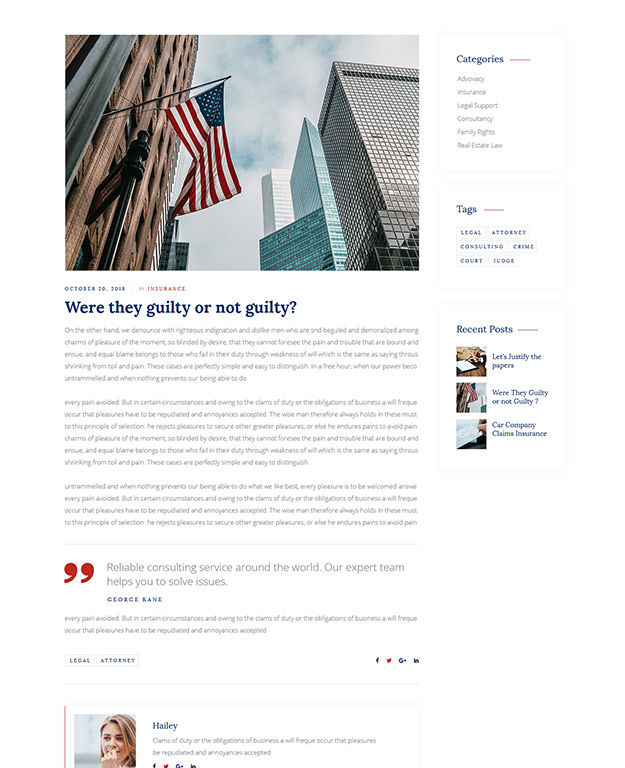 OCTOBER 20, 2018 In INSURANCE
Were they guilty or not guilty?
On the other hand, we denounce with righteous indignation and dislike men who are snd beguled and demoralized among
charms of pleasure of the moment, so blinded by desire, that they cannot foresee the pain and trouble that are bound and
ensue; and equal blame belongs to those who fail in their duty through weakness of will which is the same as saying throus
shrinking from toil and pain. These cases are perfectly simple and easy to distinguish. In a free hour, when our power beco
untrammelled and when nothing prevents our being able to do
every pain avoided. But in certain circumstances and owing to the clams of duty or the obligations of business a will freque
occur that pleasures have to be repudiated and annoyances accepted. The wise man therefore always holds in these must
to this principle of selection: he rejects pleasures to secure other greater pleasures, or else he endures pains to avoid pain
charms of pleasure of the moment, so blinded by desire, that they cannot foresee the pain and trouble that are bound and
ensue; and equal blame belongs to those who fail in their duty through weakness of will which is the same as saying throus
shrinking from toil and pain. These cases are perfectly simple and easy to distinguish.
untrammelled and when nothing prevents our being able to do what we like best, every pleasure is to be welcomed answe
every pain avoided. But in certain circumstances and owing to the clams of duty or the obligations of business a will freque
occur that pleasures have to be repudiated and annoyances accepted. The wise man therefore always holds in these must
to this principle of selection: he rejects pleasures to secure other greater pleasures, or else he endures pains to avoid pain
Reliable consulting service around the world. Our expert team
helps you to solve issues.
GEORGE KANE
every pain avoided. But in certain circumstances and owing to the clams of duty or the obligations of business a will freque
occur that pleasures have to be repudiated and annoyances accepted
LEGAL ATTORNEY
Hailey
Clams of duty or the obligations of business a will freque occur that pleasures
be repudiated and annoyances accepted
Categories
Advovacy
Insurance
Legal Support
Consultancy
Family Rights
Real Estate Law
Tags
LEGAL ATTORNEY
CONSULTING CRIME
COURT JUDGE
Recent Posts
Let's Justify the
papers
Were They Guilty
or not Guilty ?
Car Company
Claims Insurance